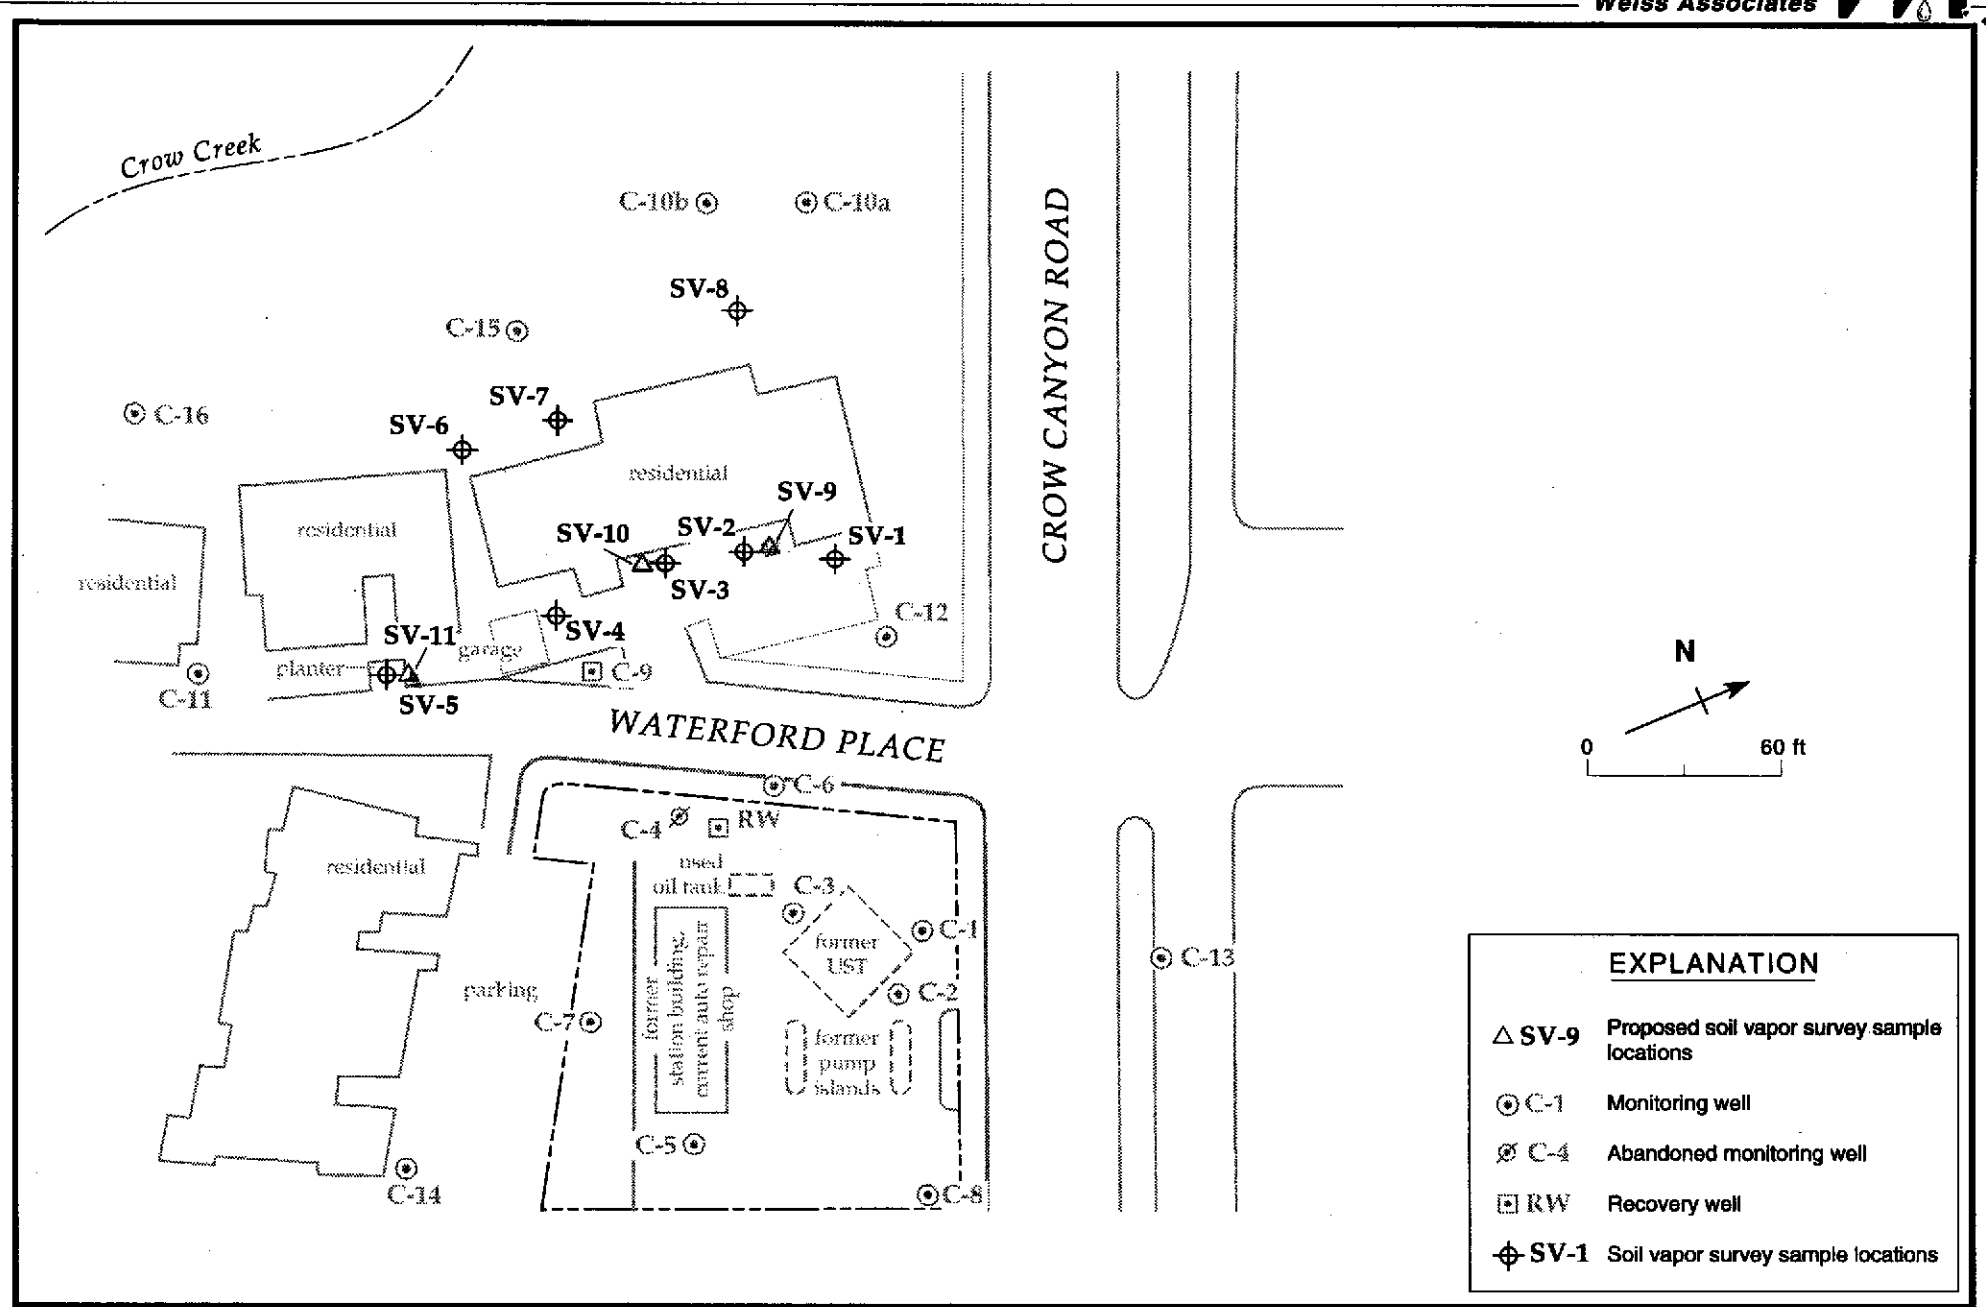 Weiss Associates
Crow Creek
C-10b
C-10a
SV-8
C-15
CROW CANYON ROAD
SV-7
C-16
SV-6
residential
SV-9
residential
SV-2
SV-10
SV-1
residential
SV-3
C-12
SV-4
SV-11
garage
planter
C-9
C-11
SV-5
N
WATERFORD PLACE
0
60 ft
C-6
C-4
RW
residential
used
oil tank
C-3
C-1
former
UST
C-13
parking
C-2
C-7
former
station building,
current auto repair
shop
former
pump
islands
C-5
C-14
C-8
EXPLANATION
SV-9 Proposed soil vapor survey sample
locations
C-1 Monitoring well
C-4 Abandoned monitoring well
RW Recovery well
SV-1 Soil vapor survey sample locations